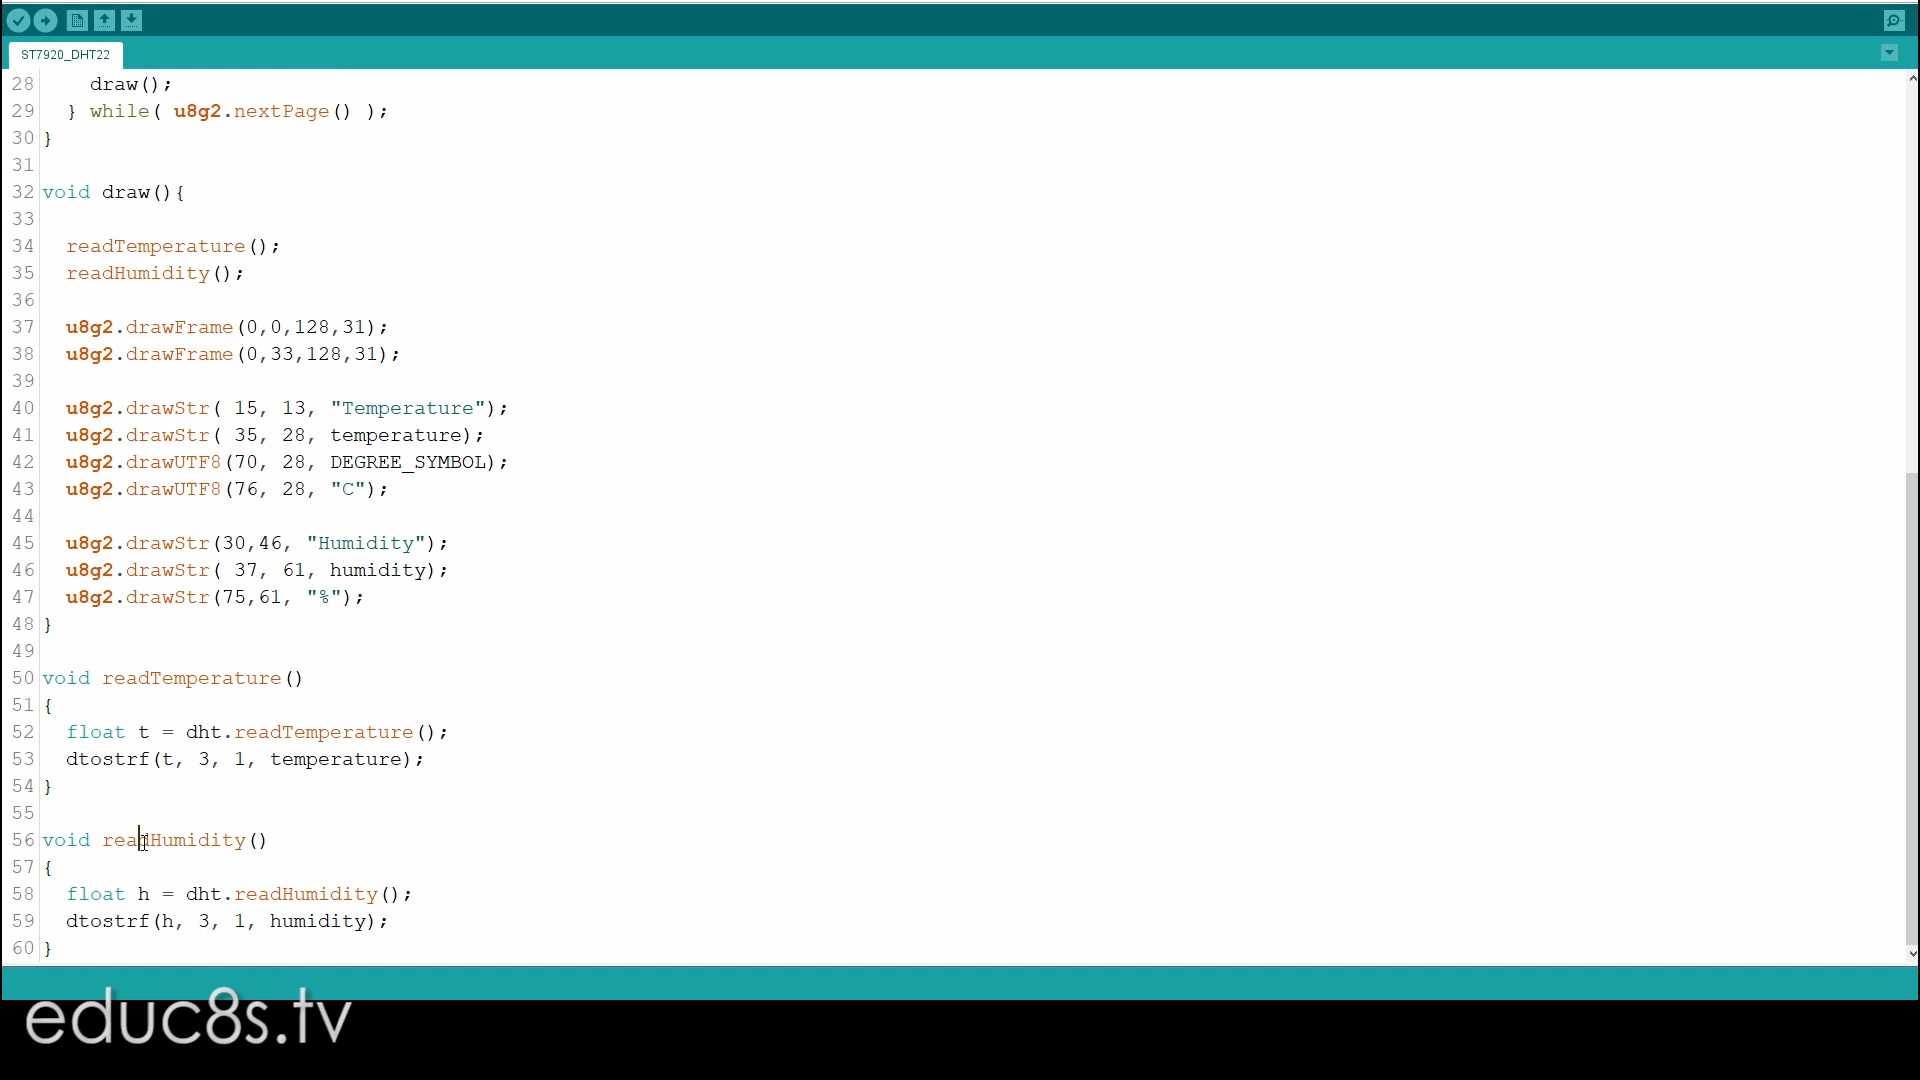 ST7920_DHT22
28 draw();
29 } while( u8g2.nextPage() );
30 }
31
32 void draw(){
33
34 readTemperature();
35 readHumidity();
36
37 u8g2.drawFrame(0,0,128,31);
38 u8g2.drawFrame(0,33,128,31);
39
40 u8g2.drawStr( 15, 13, "Temperature");
41 u8g2.drawStr( 35, 28, temperature);
42 u8g2.drawUTF8(70, 28, DEGREE_SYMBOL);
43 u8g2.drawUTF8(76, 28, "C");
44
45 u8g2.drawStr(30,46, "Humidity");
46 u8g2.drawStr( 37, 61, humidity);
47 u8g2.drawStr(75,61, "%");
48 }
49
50 void readTemperature()
51 {
52 float t = dht.readTemperature();
53 dtostrf(t, 3, 1, temperature);
54 }
55
56 void readHumidity()
57 {
58 float h = dht.readHumidity();
59 dtostrf(h, 3, 1, humidity);
60 }
educ8s.tv